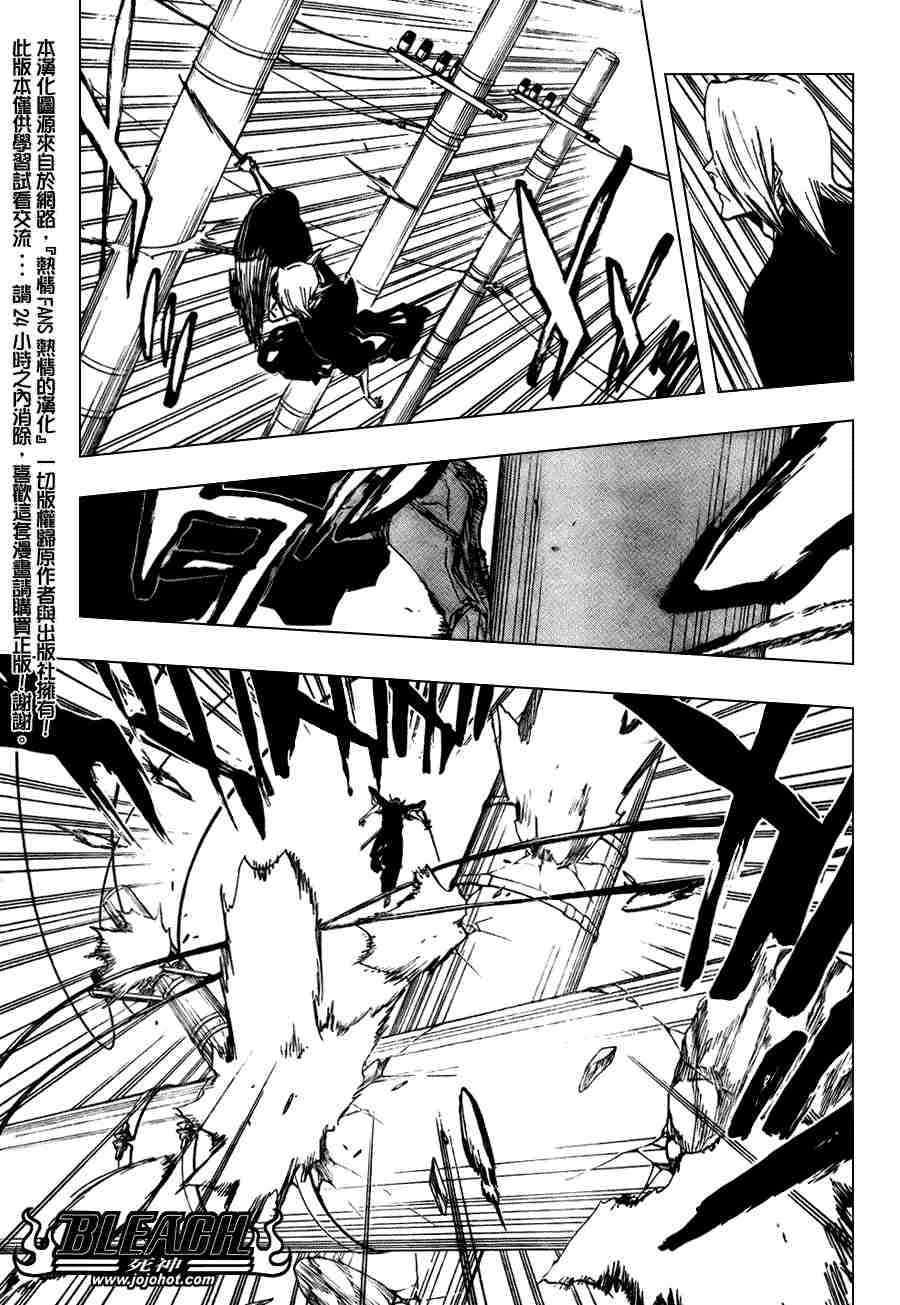 本漢化圖源來自於網路，『熱情FANS 熱情的漢化』一切版權歸原作者與出版社擁有！
此版本僅供學習試看交流... 請 24 小時之內消除，喜歡這套漫畫請購買正版！謝謝。
BLEACH
死神
www.jojohot.com